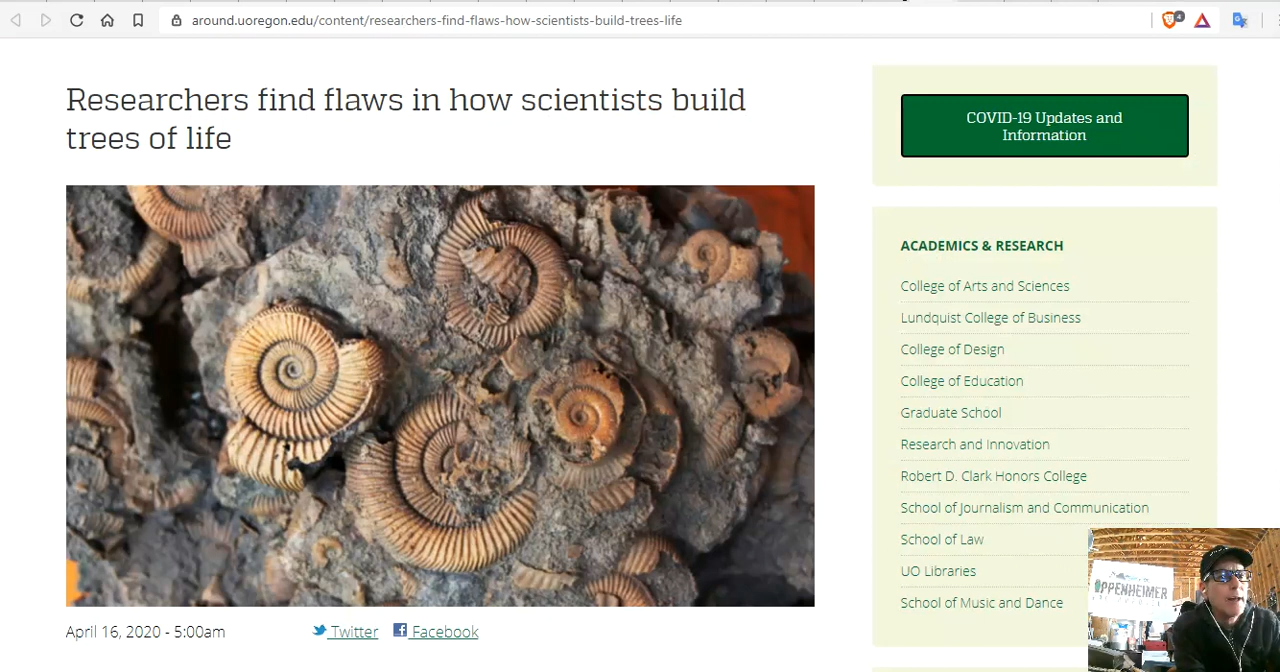 around.uoregon.edu/content/researchers-find-flaws-how-scientists-build-trees-life
4
Researchers find flaws in how scientists build
trees of life
COVID-19 Updates and
Information
ACADEMICS & RESEARCH
College of Arts and Sciences
Lundquist College of Business
College of Design
College of Education
Graduate School
Research and Innovation
Robert D. Clark Honors College
School of Journalism and Communication
School of Law
UO Libraries
School of Music and Dance
April 16, 2020 - 5:00am
Twitter
Facebook
OPPENHEIMER